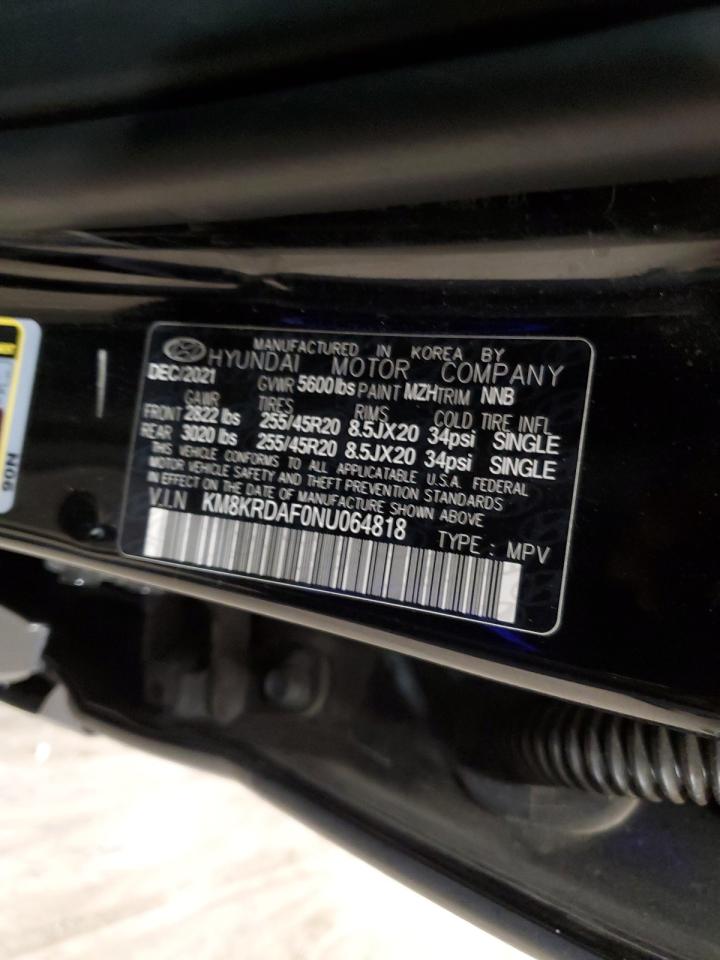 MANUFACTURED IN KOREA BY
HYUNDAI MOTOR COMPANY
DEC/2021 GVWR 5600 lbs PAINT MZH TRIM NNB
GAWR TIRES RIMS COLD TIRE INFL
FRONT 2822 lbs 255/45R20 8.5JX20 34psi SINGLE
REAR 3020 lbs 255/45R20 8.5JX20 34psi SINGLE
THIS VEHICLE CONFORMS TO ALL APPLICABLE U.S.A. FEDERAL
MOTOR VEHICLE SAFETY AND THEFT PREVENTION STANDARDS
IN EFFECT ON THE DATE OF MANUFACTURE SHOWN ABOVE
V.I.N KM8KRDAF0NU064818
TYPE : MPV
N06